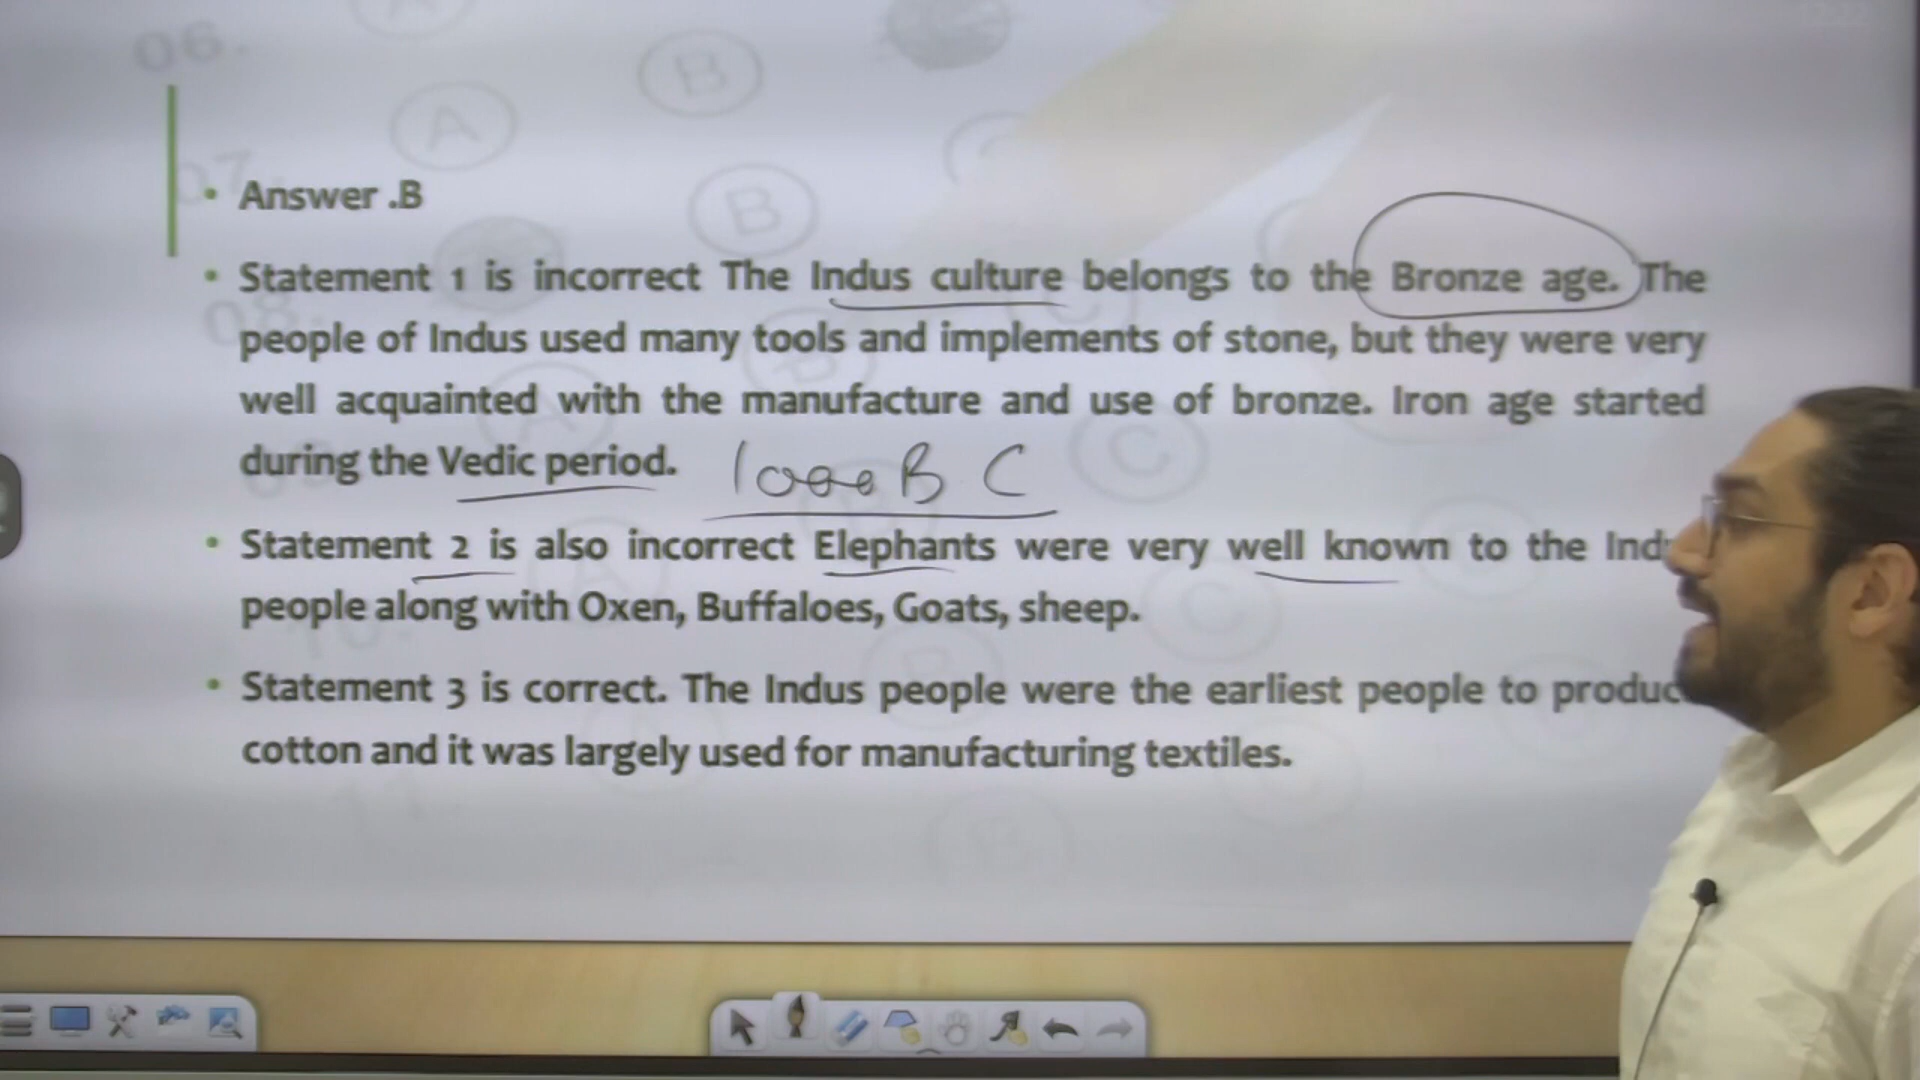 06.
A
B
A
07.
Answer .B
B
Statement 1 is incorrect The Indus culture belongs to the Bronze age. The
08.
people of Indus used many tools and implements of stone, but they were very
well acquainted with the manufacture and use of bronze. Iron age started
during the Vedic period. 1000 B C
C
Statement 2 is also incorrect Elephants were very well known to the
people along with Oxen, Buffaloes, Goats, sheep.
Statement 3 is correct. The Indus people were the earliest people to
cotton and it was largely used for manufacturing textiles.